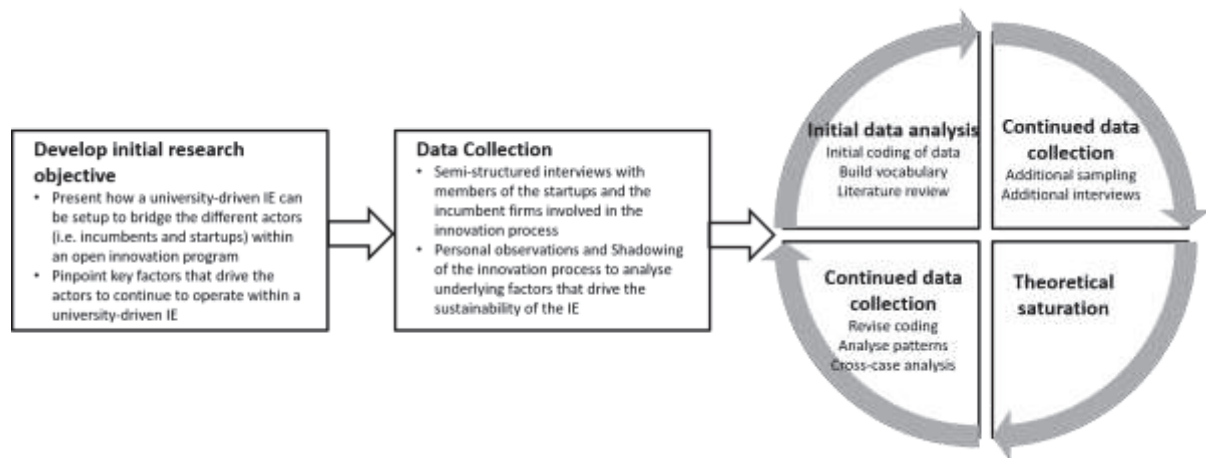 Develop initial research
objective
• Present how a university-driven IE can
be setup to bridge the different actors
(i.e. incumbents and startups) within
an open innovation program
• Pinpoint key factors that drive the
actors to continue to operate within a
university-driven IE
Data Collection
• Semi-structured interviews with
members of the startups and the
incumbent firms involved in the
innovation process
• Personal observations and Shadowing
of the innovation process to analyse
underlying factors that drive the
sustainability of the IE
Initial data analysis
Initial coding of data
Build vocabulary
Literature review
Continued data
collection
Additional sampling
Additional interviews
Continued data
collection
Revise coding
Analyse patterns
Cross-case analysis
Theoretical
saturation